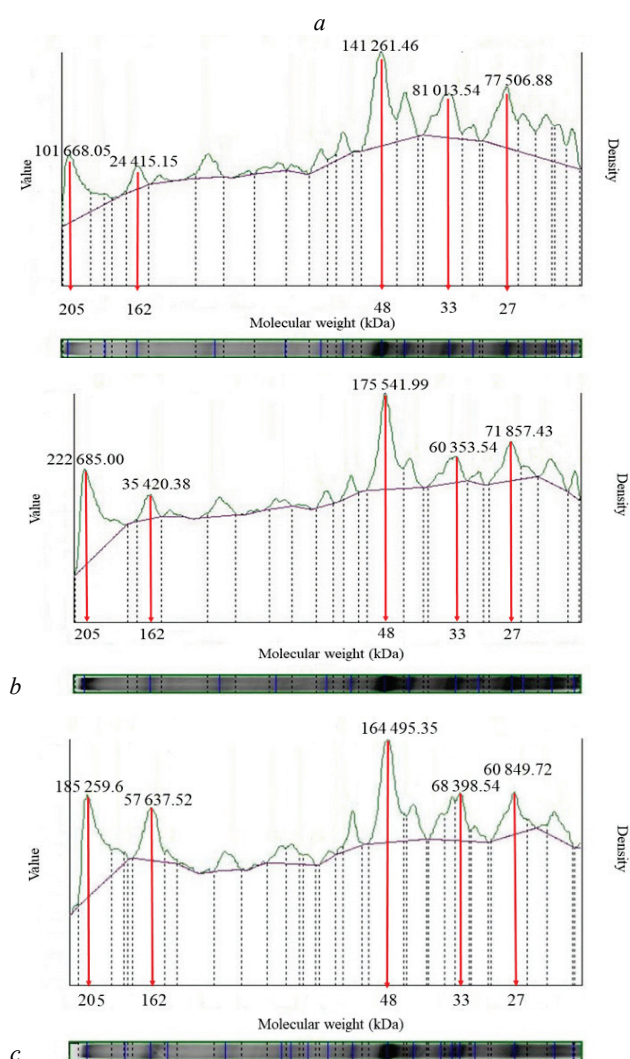 a
141 261.46
81 013.54
77 506.88
101 668.05
24 415.15
Value
Density
205 162 48 33 27
Molecular weight (kDa)
175 541.99
222 685.00
35 420.38
60 353.54
71 857.43
Value
Density
205 162 48 33 27
Molecular weight (kDa)
b
164 495.35
185 259.6
57 637.52
68 398.54
60 849.72
Value
Density
205 162 48 33 27
Molecular weight (kDa)
c